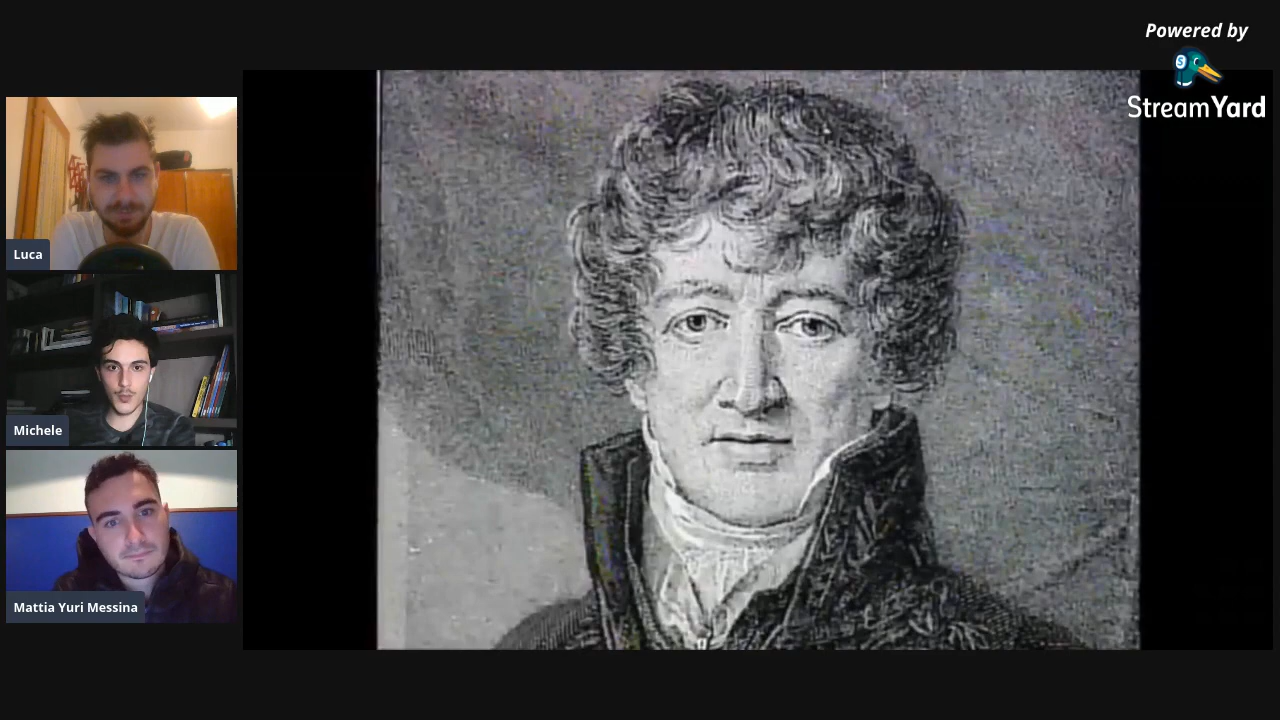 Powered by
StreamYard
Luca
Michele
Mattia Yuri Messina